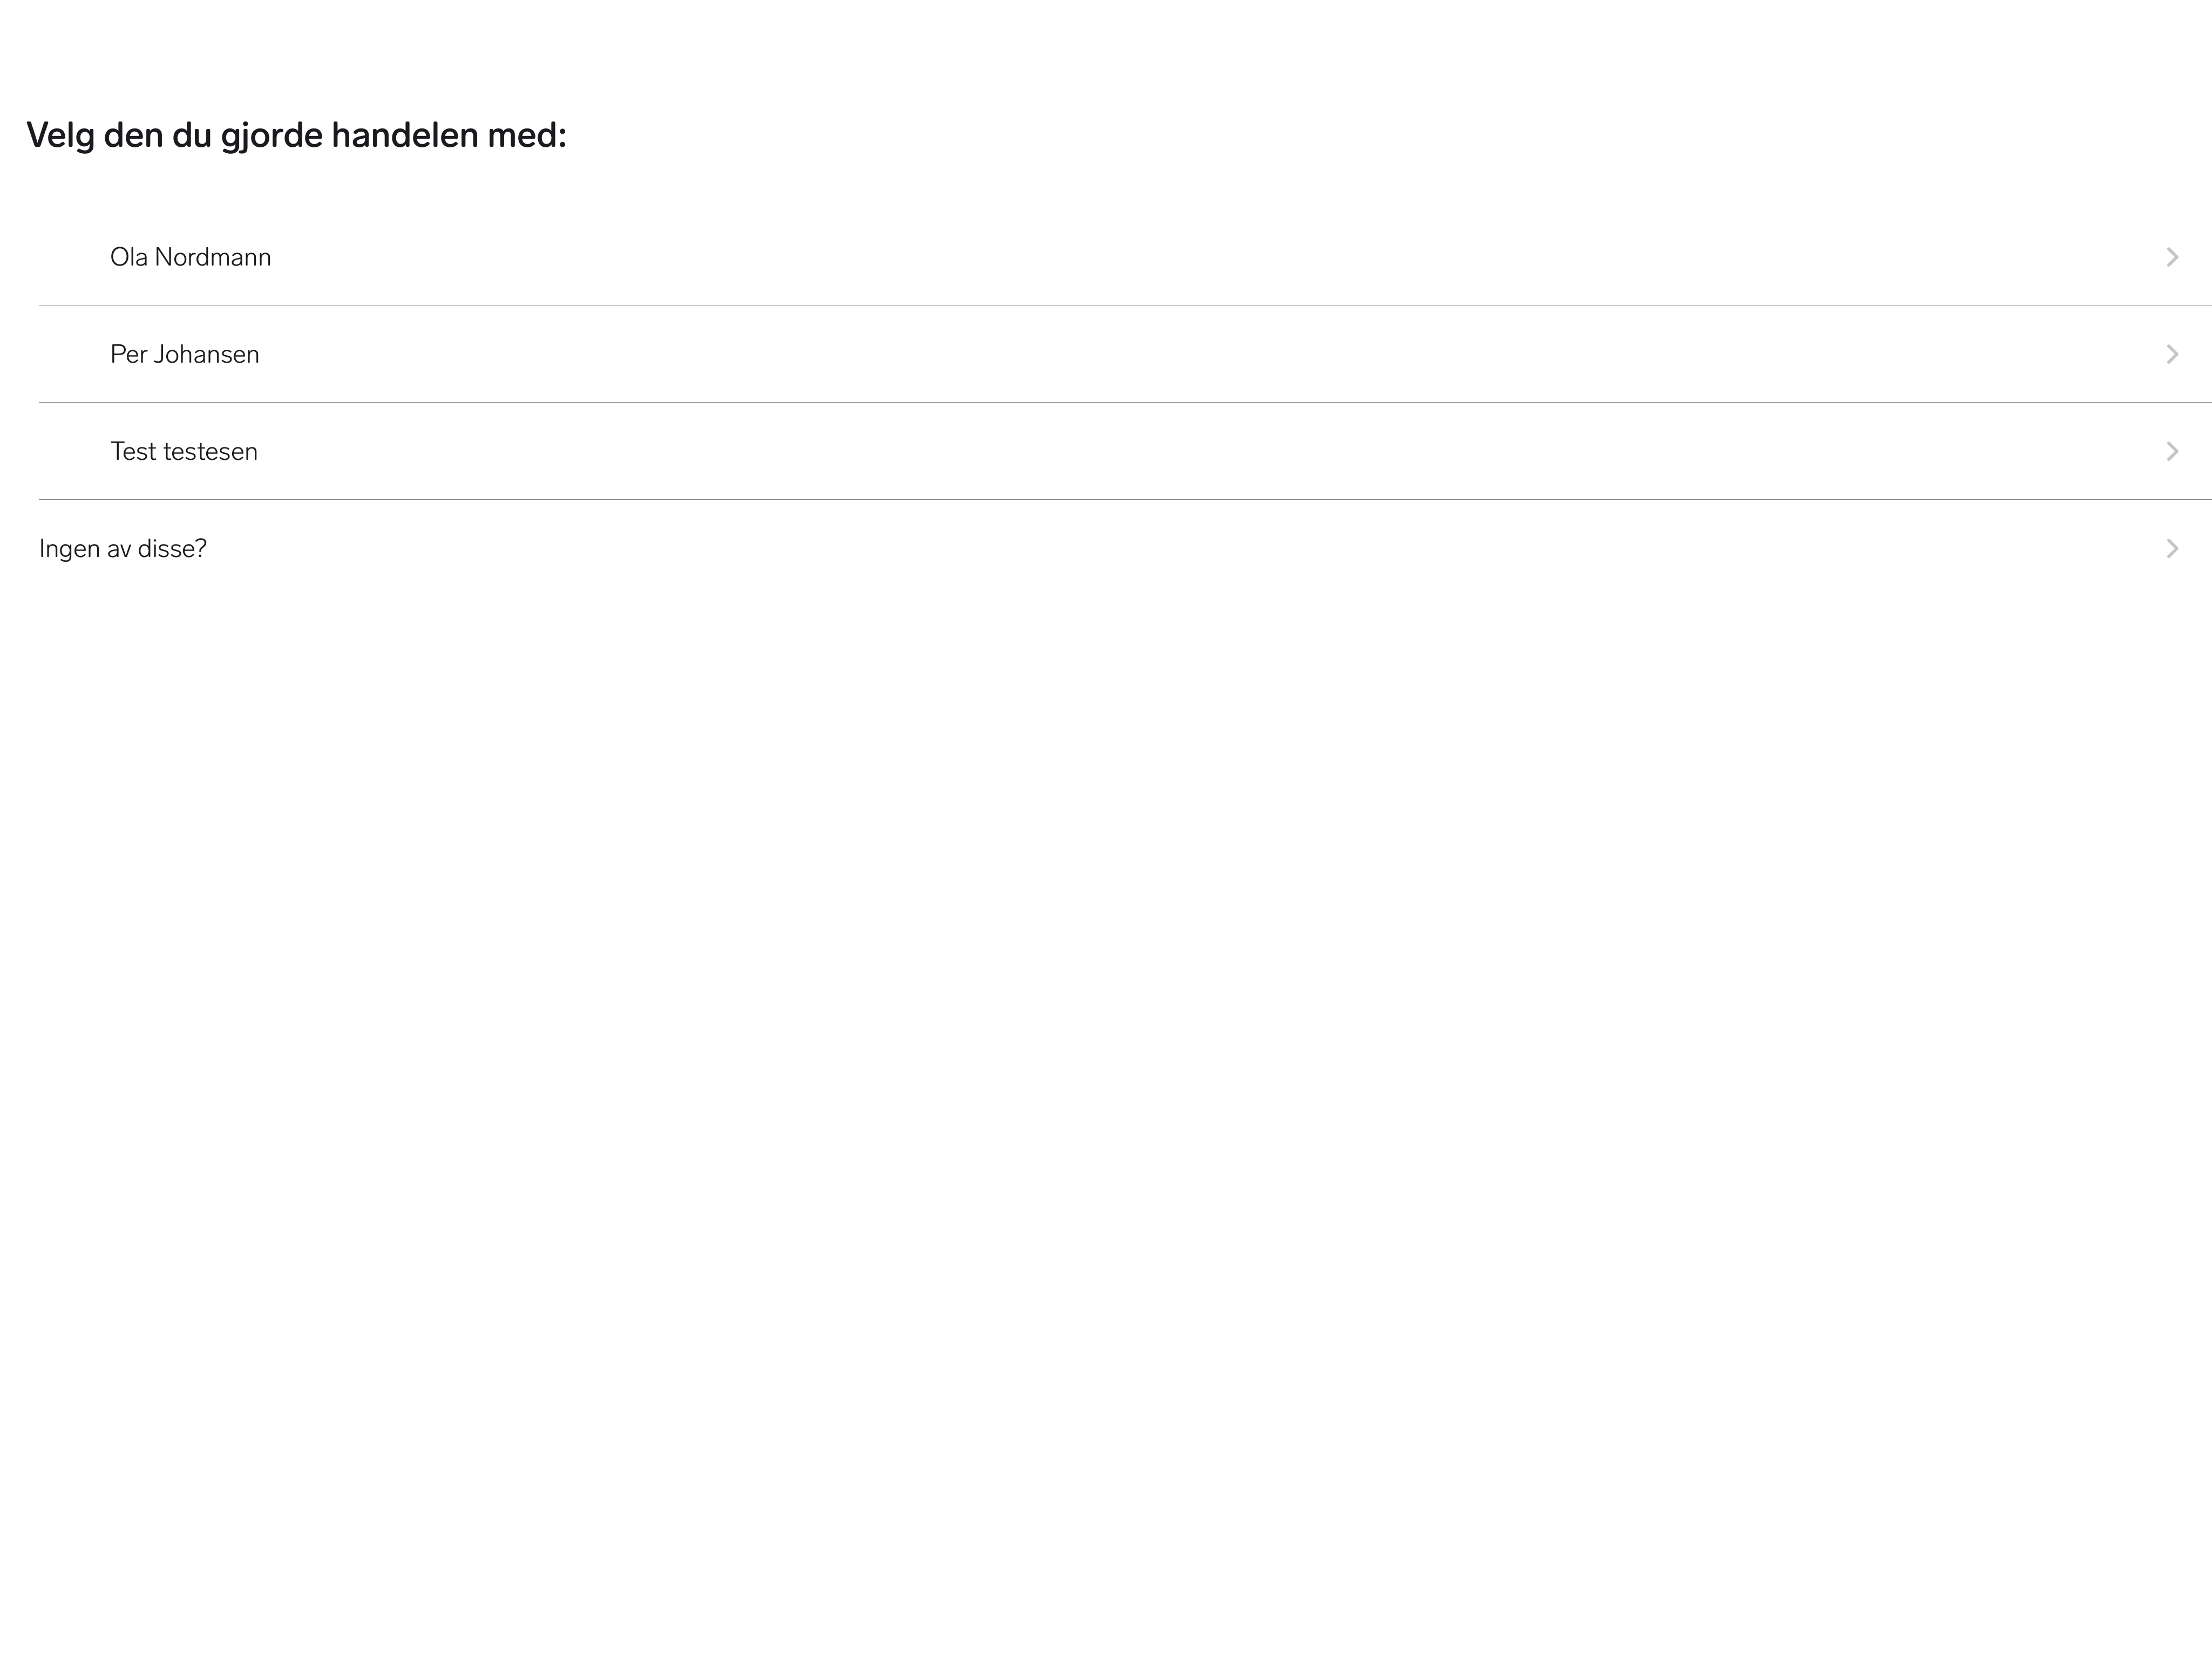 Velg den du gjorde handelen med:
Ola Nordmann
Per Johansen
Test testesen
Ingen av disse?